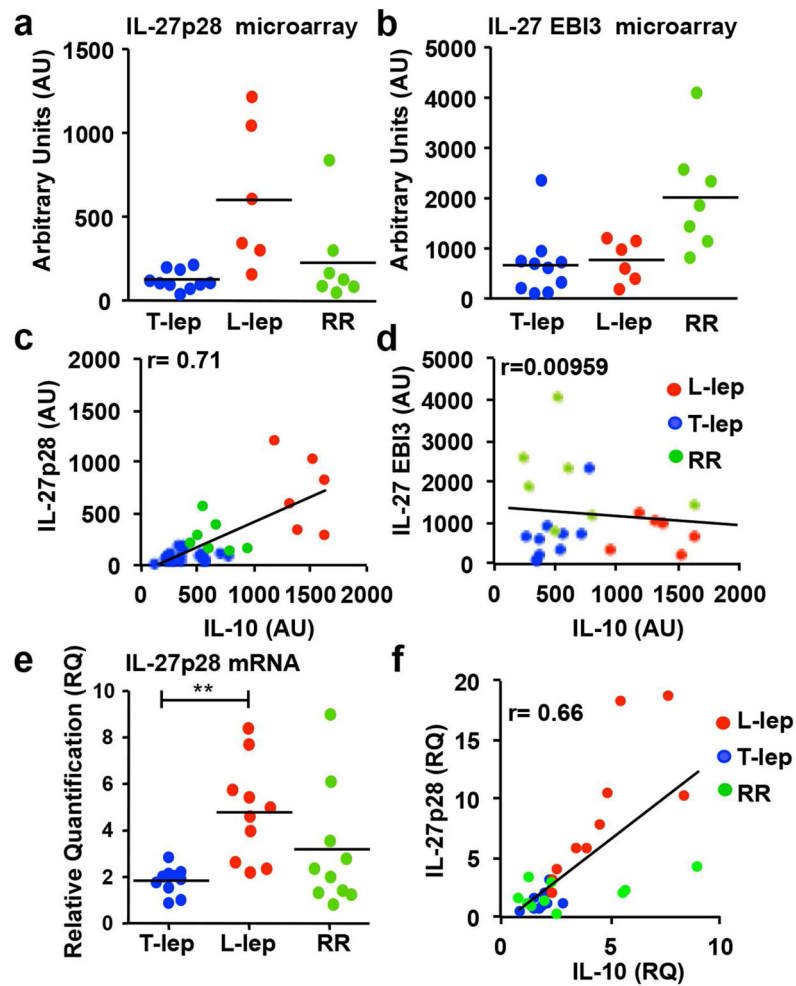 a IL-27p28 microarray
Arbitrary Units (AU)
1500
1000
500
0
T-lep L-lep RR
b IL-27 EBI3 microarray
Arbitrary Units (AU)
5000
4000
3000
2000
1000
0
T-lep L-lep RR
c
r= 0.71
IL-27p28 (AU)
2000
1500
1000
500
0
0 500 1000 1500 2000
IL-10 (AU)
d
r=0.00959
IL-27 EBI3 (AU)
5000
4000
3000
2000
1000
0
0 500 1000 1500 2000
IL-10 (AU)
L-lep
T-lep
RR
e IL-27p28 mRNA
Relative Quantification (RQ)
10
8
6
4
2
0
**
T-lep L-lep RR
f
r= 0.66
IL-27p28 (RQ)
20
15
10
5
0
0 5 10
IL-10 (RQ)
L-lep
T-lep
RR